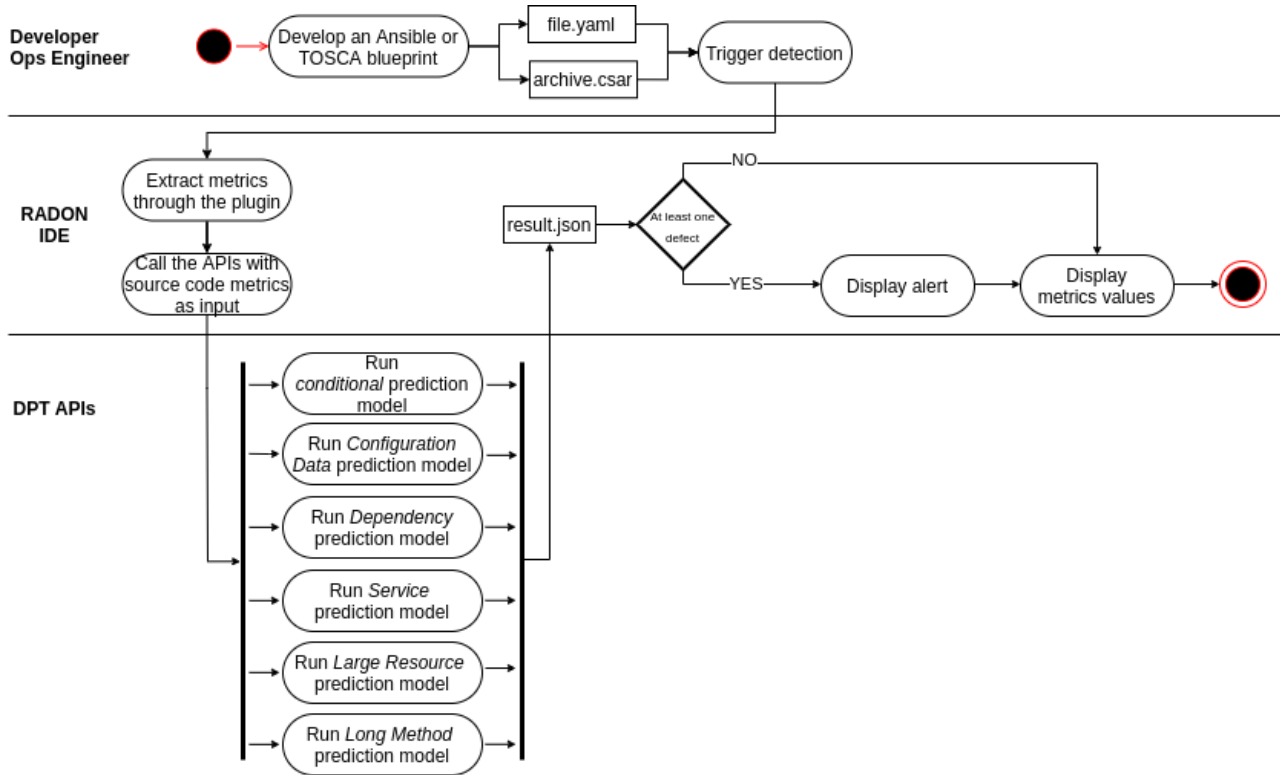 Developer
Ops Engineer
Develop an Ansible or
TOSCA blueprint
file.yaml
archive.csar
Trigger detection
RADON
IDE
Extract metrics
through the plugin
Call the APIs with
source code metrics
as input
result.json
At least one
defect
NO
YES
Display alert
Display
metrics values
DPT APIs
Run
conditional prediction
model
Run Configuration
Data prediction model
Run Dependency
prediction model
Run Service
prediction model
Run Large Resource
prediction model
Run Long Method
prediction model